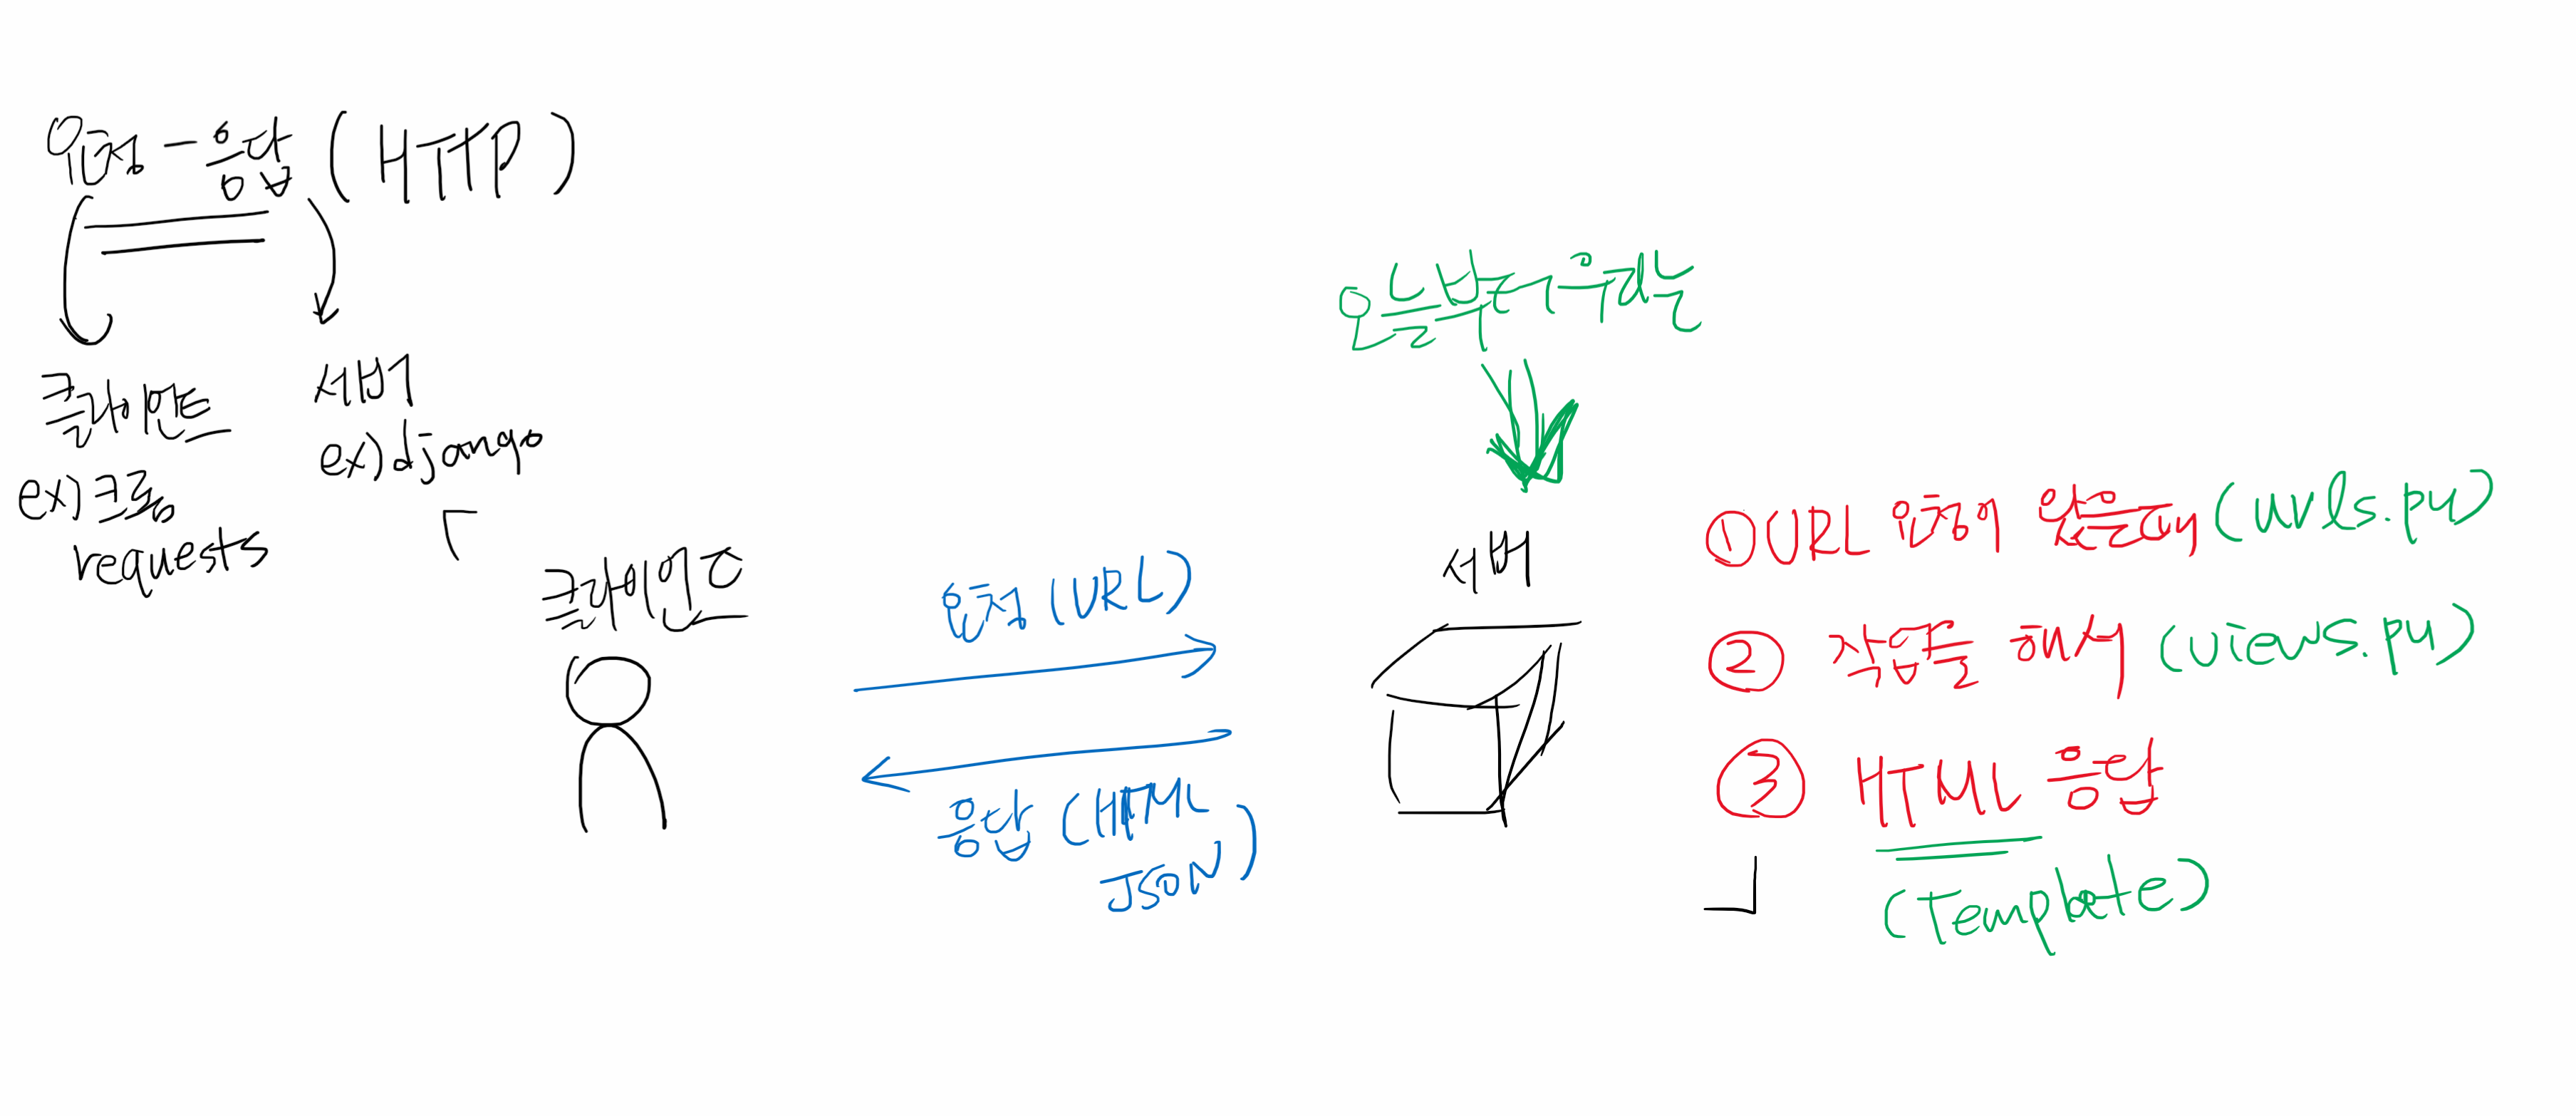 요청-응답 (HTTP)
클라이언트
ex)크롬
requests
서버
ex)django
클라이언트
요청 (URL)
응답 (HTML
JSON)
오늘부터 우리는
서버
① URL 요청이 왔을때 (urls.py)
② 작업을 해서 (views.py)
③ HTML 응답
(Template)